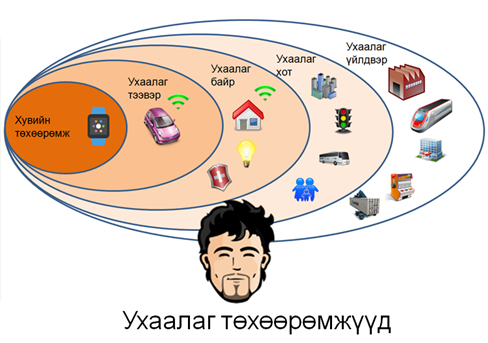 Хувийн
төхөөрөмж
Ухаалаг
тээвэр
Ухаалаг
байр
Ухаалаг
хот
Ухаалаг
үйлдвэр
Ухаалаг төхөөрөмжүүд